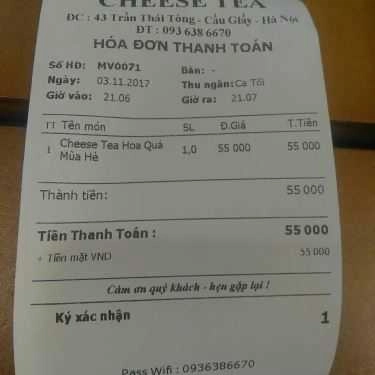 CHEESE TEA
ĐC : 43 Trần Thái Tông - Cầu Giấy - Hà Nội
ĐT : 093 638 6670
HÓA ĐƠN THANH TOÁN
Số HĐ: MV0071 Bàn: -
Ngày: 03.11.2017 Thu ngân: Ca Tối
Giờ vào: 21.06 Giờ ra: 21.07
TT Tên món SL Đ.Giá T.Tiền
1 Cheese Tea Hoa Quả 1,0 55 000 55 000
Mùa Hè
Thành tiền: 55 000
Tiền Thanh Toán : 55 000
+ Tiền mặt VND 55 000
Cảm ơn quý khách - hẹn gặp lại !
Ký xác nhận 1
Pass Wifi : 0936386670